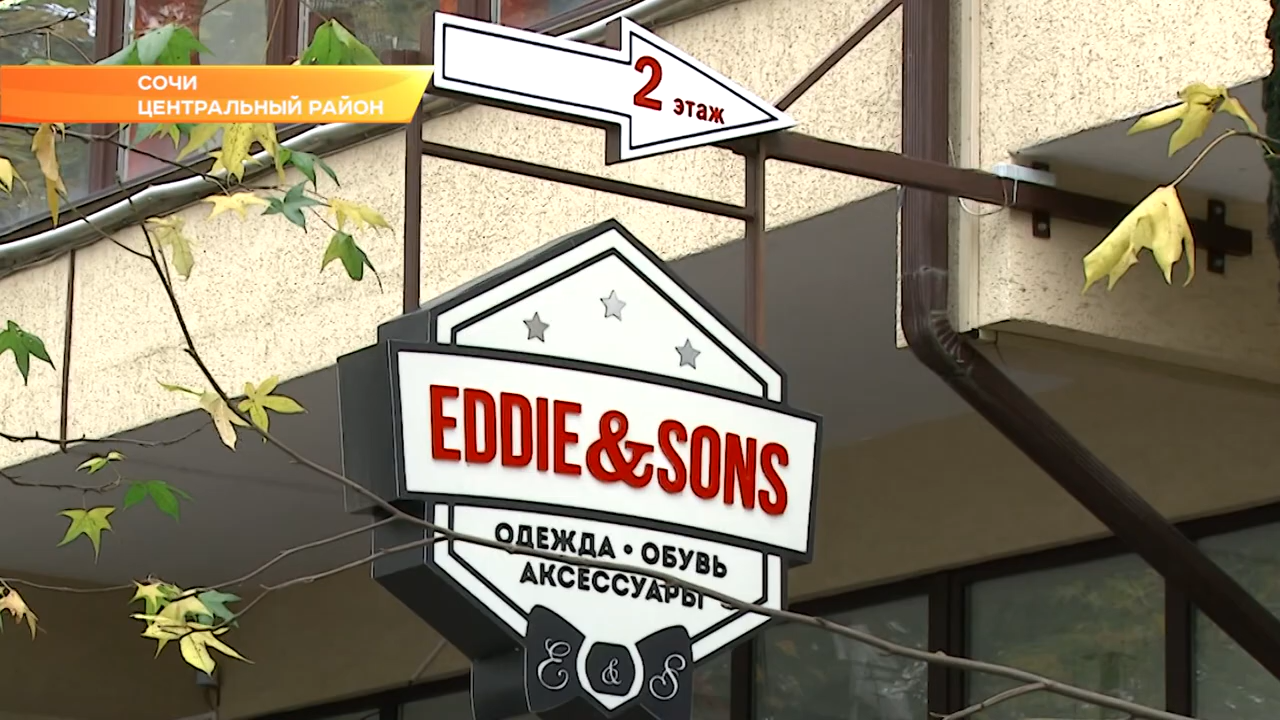 СОЧИ
ЦЕНТРАЛЬНЫЙ РАЙОН
2 этаж
EDDIE&SONS
ОДЕЖДА • ОБУВЬ
АКСЕССУАРЫ
E & S